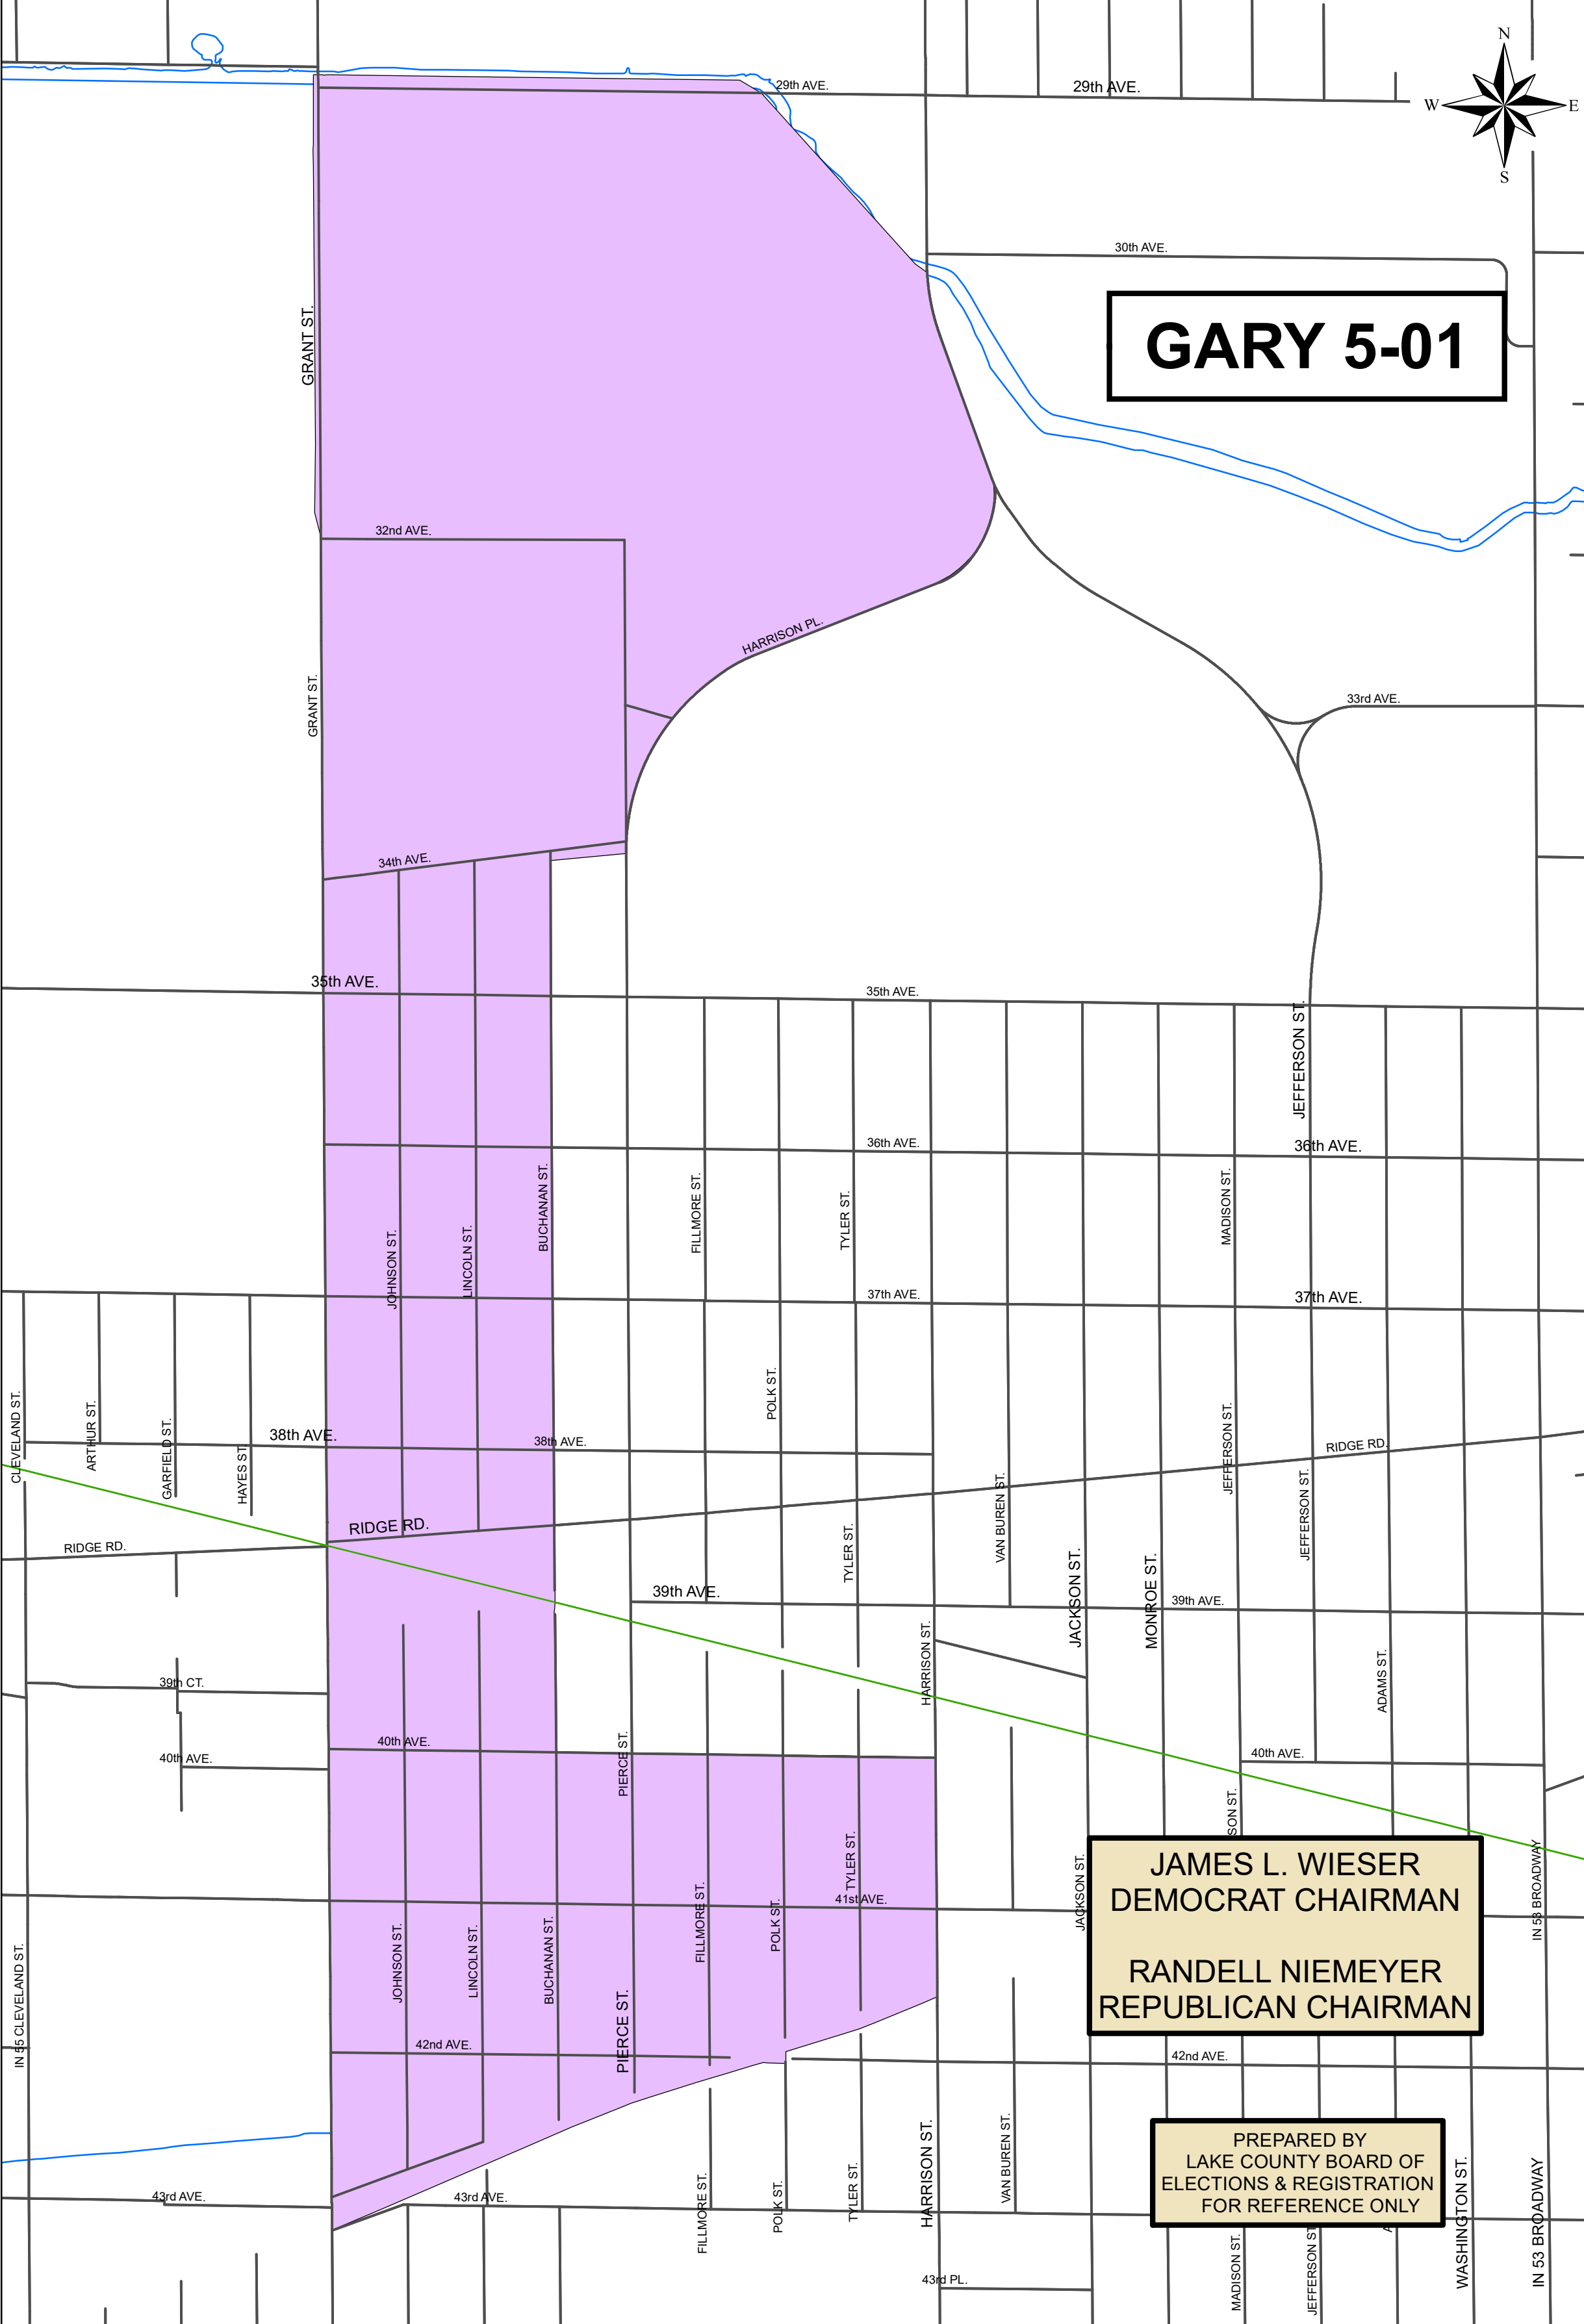 N
29th AVE.
29th AVE.
W
E
S
30th AVE.
GRANT ST.
GARY 5-01
32nd AVE.
HARRISON PL.
GRANT ST.
33rd AVE.
34th AVE.
35th AVE.
35th AVE.
JEFFERSON ST.
36th AVE.
36th AVE.
BUCHANAN ST.
FILLMORE ST.
TYLER ST.
MADISON ST.
JOHNSON ST.
LINCOLN ST.
37th AVE.
37th AVE.
POLK ST.
CLEVELAND ST.
ARTHUR ST.
GARFIELD ST.
HAYES ST.
38th AVE.
38th AVE.
JEFFERSON ST.
RIDGE RD.
VAN BUREN ST.
JEFFERSON ST.
RIDGE RD.
RIDGE RD.
TYLER ST.
JACKSON ST.
MONROE ST.
39th AVE.
39th AVE.
HARRISON ST.
ADAMS ST.
39th CT.
40th AVE.
40th AVE.
PIERCE ST.
40th AVE.
SON ST.
TYLER ST.
JAMES L. WIESER
DEMOCRAT CHAIRMAN
RANDELL NIEMEYER
REPUBLICAN CHAIRMAN
JACKSON ST.
IN 53 BROADWAY
41st AVE.
FILLMORE ST.
POLK ST.
JOHNSON ST.
LINCOLN ST.
BUCHANAN ST.
IN 55 CLEVELAND ST.
PIERCE ST.
42nd AVE.
42nd AVE.
PREPARED BY
LAKE COUNTY BOARD OF
ELECTIONS & REGISTRATION
FOR REFERENCE ONLY
HARRISON ST.
VAN BUREN ST.
43rd AVE.
43rd AVE.
FILLMORE ST.
POLK ST.
TYLER ST.
WASHINGTON ST.
IN 53 BROADWAY
MADISON ST.
JEFFERSON ST
A
43rd PL.